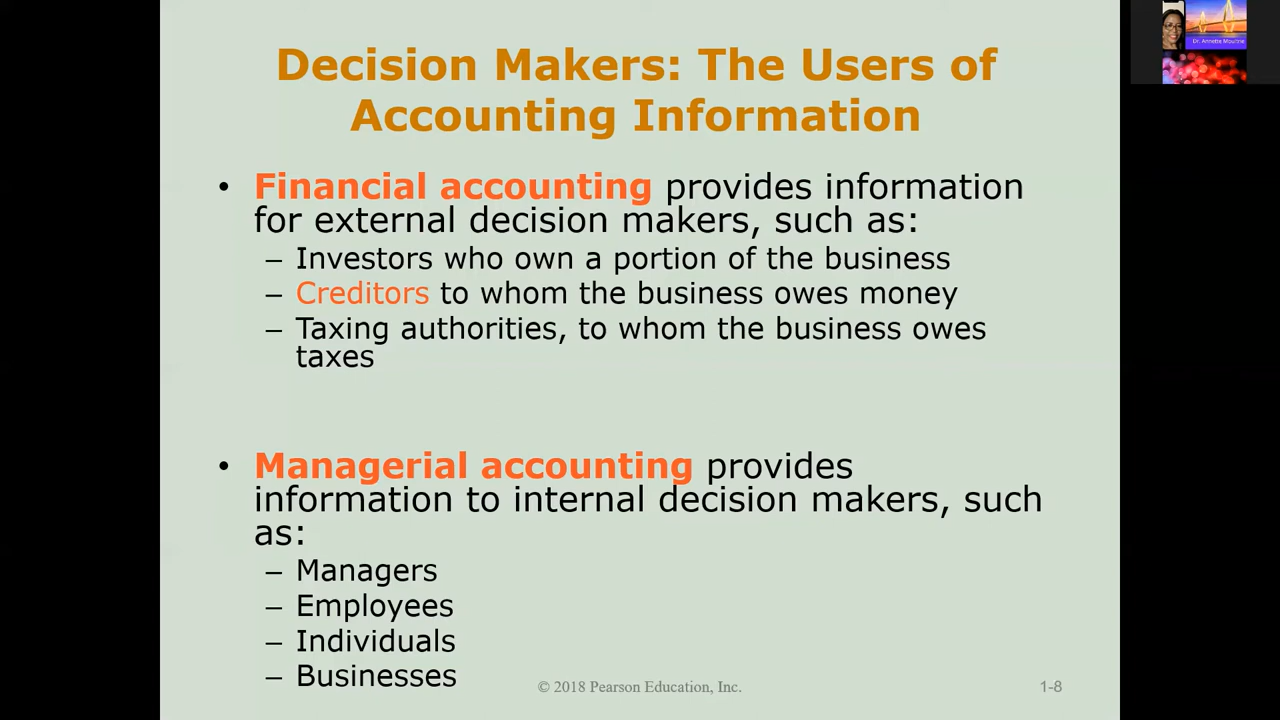 Decision Makers: The Users of
Accounting Information
• Financial accounting provides information
for external decision makers, such as:
– Investors who own a portion of the business
– Creditors to whom the business owes money
– Taxing authorities, to whom the business owes
taxes
• Managerial accounting provides
information to internal decision makers, such
as:
– Managers
– Employees
– Individuals
– Businesses
© 2018 Pearson Education, Inc.
1-8
Dr. Annette